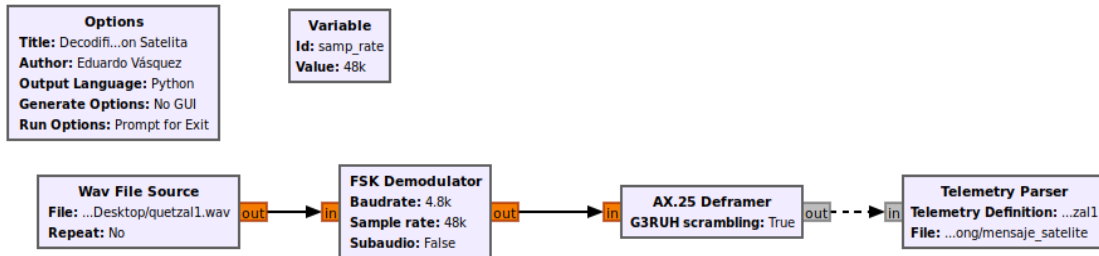 Options
Title: Decodifi...on Satelita
Author: Eduardo Vásquez
Output Language: Python
Generate Options: No GUI
Run Options: Prompt for Exit
Variable
Id: samp_rate
Value: 48k
Wav File Source
File: ...Desktop/quetzal1.wav
Repeat: No
out
in
FSK Demodulator
Baudrate: 4.8k
Sample rate: 48k
Subaudio: False
out
in
AX.25 Deframer
G3RUH scrambling: True
out
in
Telemetry Parser
Telemetry Definition: ...zal1
File: ...ong/mensaje_satelite